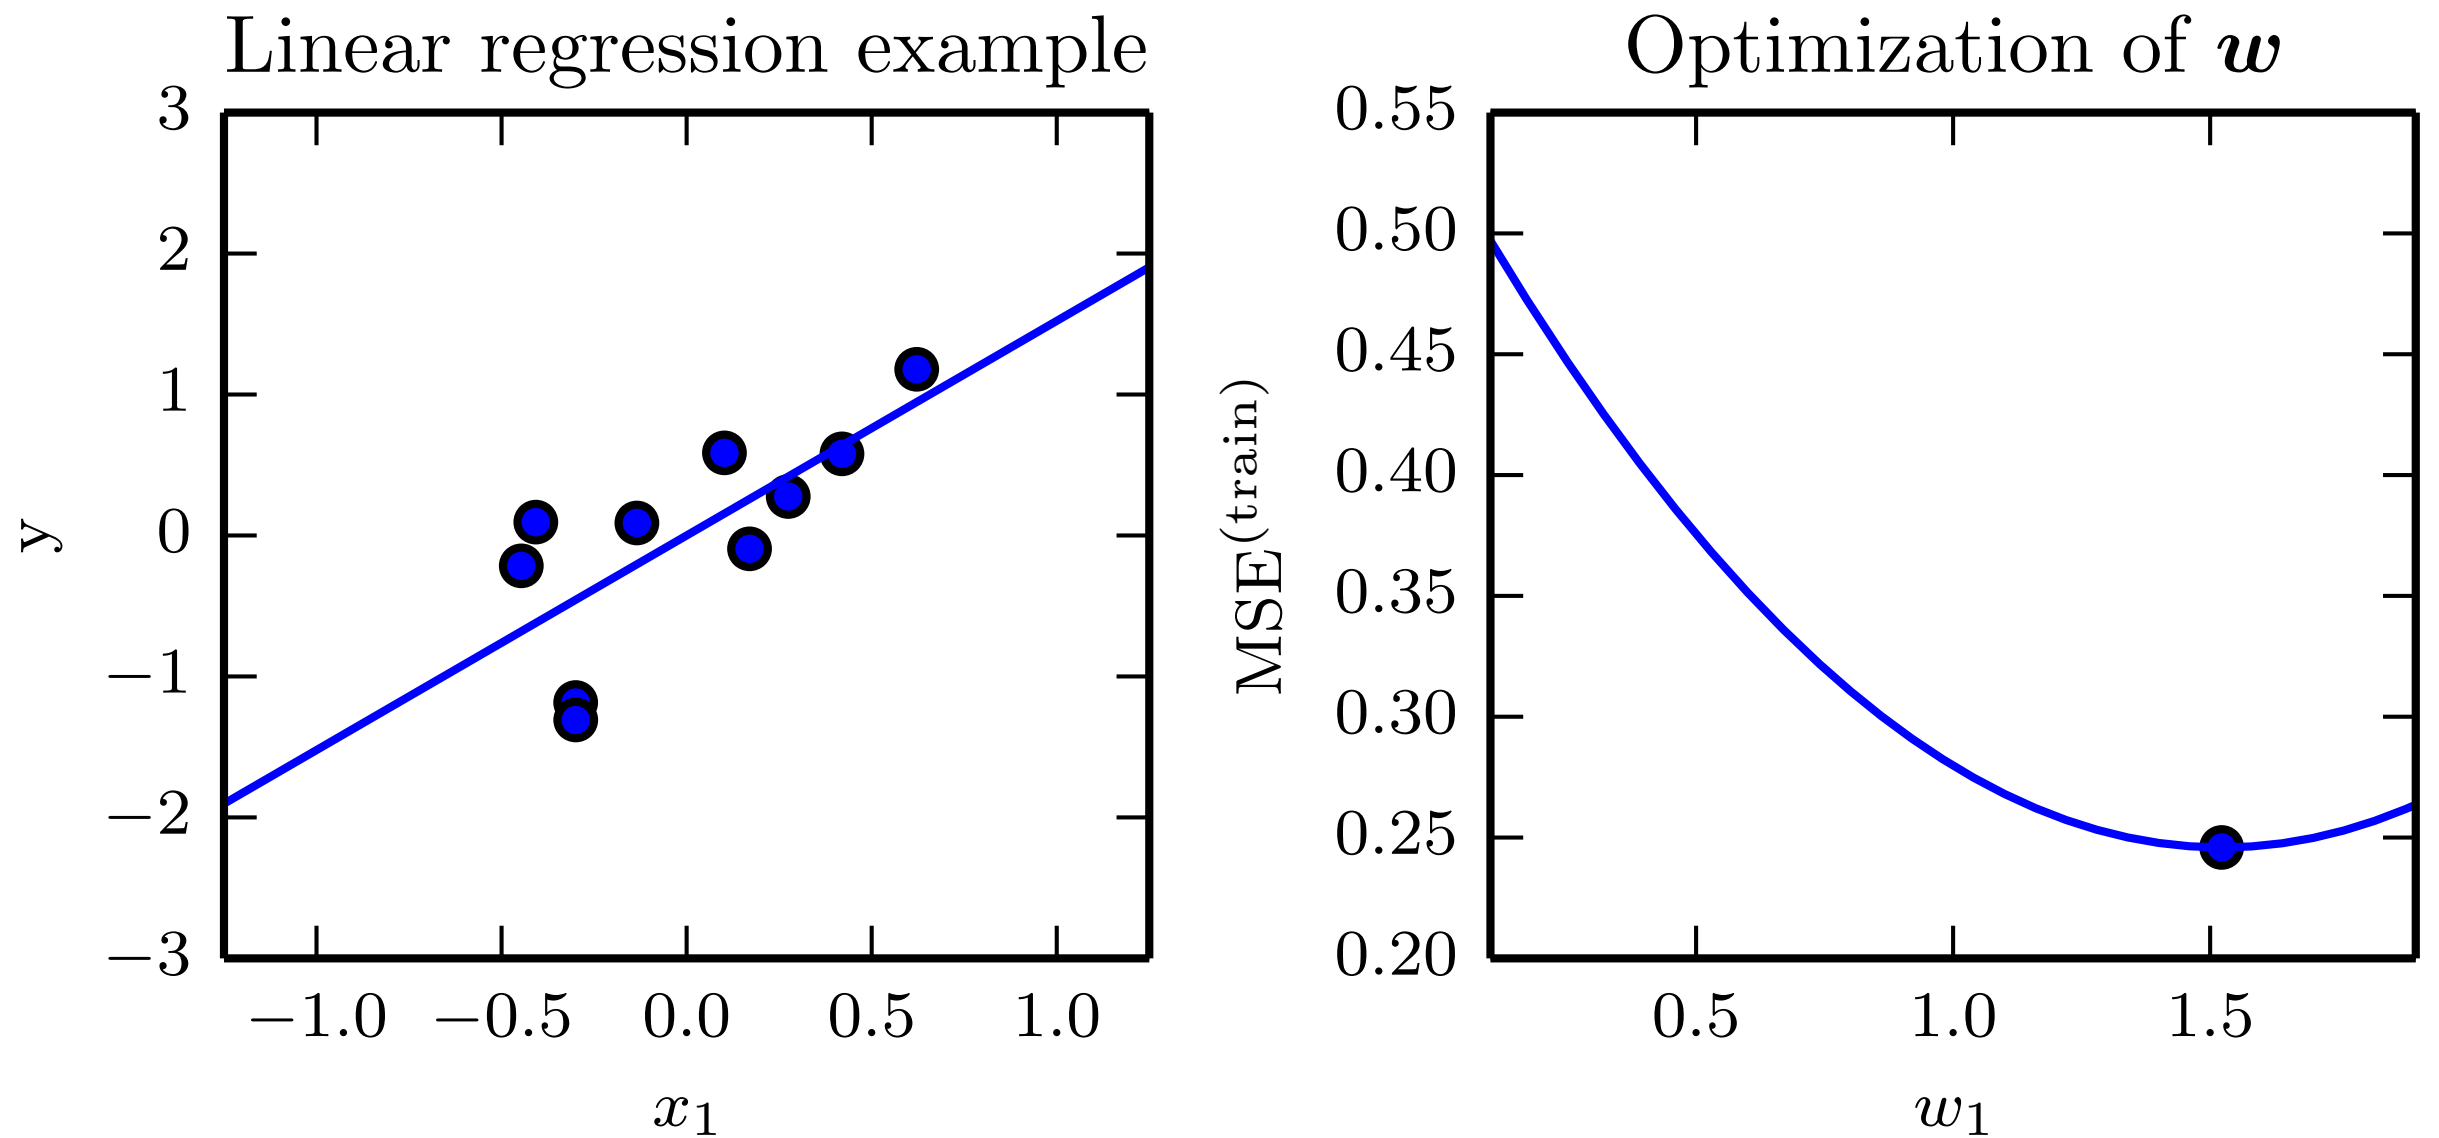 Linear regression example
3
2
1
0
−1
−2
−3
y
−1.0 −0.5 0.0 0.5 1.0
x₁
Optimization of w
0.55
0.50
0.45
0.40
0.35
0.30
0.25
0.20
MSE⁽ᵗʳᵃⁱⁿ⁾
0.5 1.0 1.5
w₁